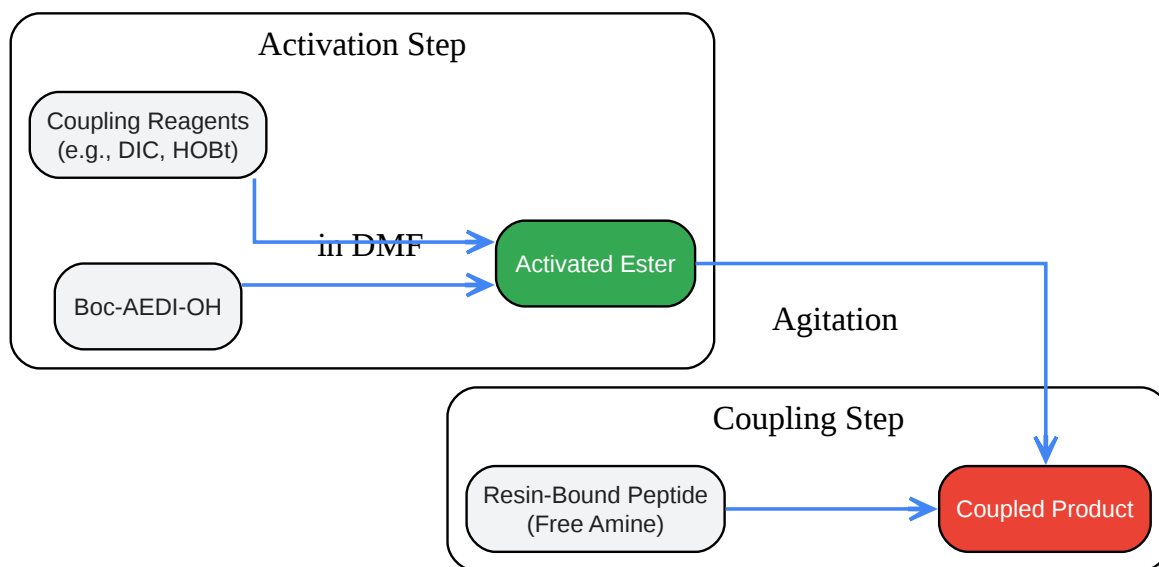 Activation Step
Coupling Reagents
(e.g., DIC, HOBt)
in DMF
Activated Ester
Boc-AEDI-OH
Agitation
Coupling Step
Resin-Bound Peptide
(Free Amine)
Coupled Product